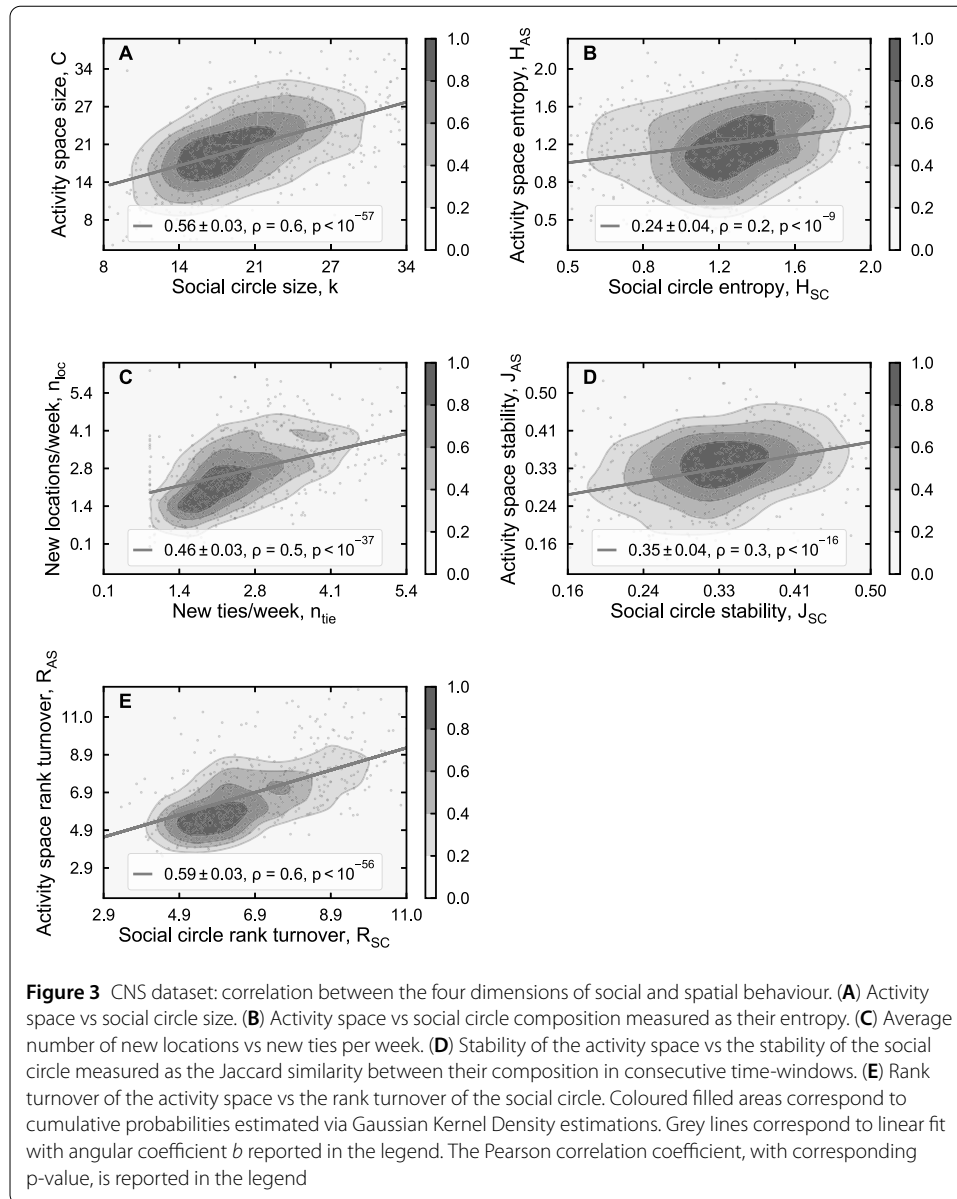 A
Activity space size, C
34
27
21
14
8
8 14 21 27 34
Social circle size, k
0.56 ± 0.03, ρ = 0.6, p < 10⁻⁵⁷
1.0
0.8
0.6
0.4
0.2
0.0
B
Activity space entropy, H_AS
2.0
1.6
1.2
0.8
0.5
0.5 0.8 1.2 1.6 2.0
Social circle entropy, H_SC
0.24 ± 0.04, ρ = 0.2, p < 10⁻⁹
1.0
0.8
0.6
0.4
0.2
0.0
C
New locations/week, n_loc
5.4
4.1
2.8
1.4
0.1
0.1 1.4 2.8 4.1 5.4
New ties/week, n_tie
0.46 ± 0.03, ρ = 0.5, p < 10⁻³⁷
1.0
0.8
0.6
0.4
0.2
0.0
D
Activity space stability, J_AS
0.50
0.41
0.33
0.24
0.16
0.16 0.24 0.33 0.41 0.50
Social circle stability, J_SC
0.35 ± 0.04, ρ = 0.3, p < 10⁻¹⁶
1.0
0.8
0.6
0.4
0.2
0.0
E
Activity space rank turnover, R_AS
11.0
8.9
6.9
4.9
2.9
2.9 4.9 6.9 8.9 11.0
Social circle rank turnover, R_SC
0.59 ± 0.03, ρ = 0.6, p < 10⁻⁵⁶
1.0
0.8
0.6
0.4
0.2
0.0
Figure 3 CNS dataset: correlation between the four dimensions of social and spatial behaviour. (A) Activity
space vs social circle size. (B) Activity space vs social circle composition measured as their entropy. (C) Average
number of new locations vs new ties per week. (D) Stability of the activity space vs the stability of the social
circle measured as the Jaccard similarity between their composition in consecutive time-windows. (E) Rank
turnover of the activity space vs the rank turnover of the social circle. Coloured filled areas correspond to
cumulative probabilities estimated via Gaussian Kernel Density estimations. Grey lines correspond to linear fit
with angular coefficient b reported in the legend. The Pearson correlation coefficient, with corresponding
p-value, is reported in the legend